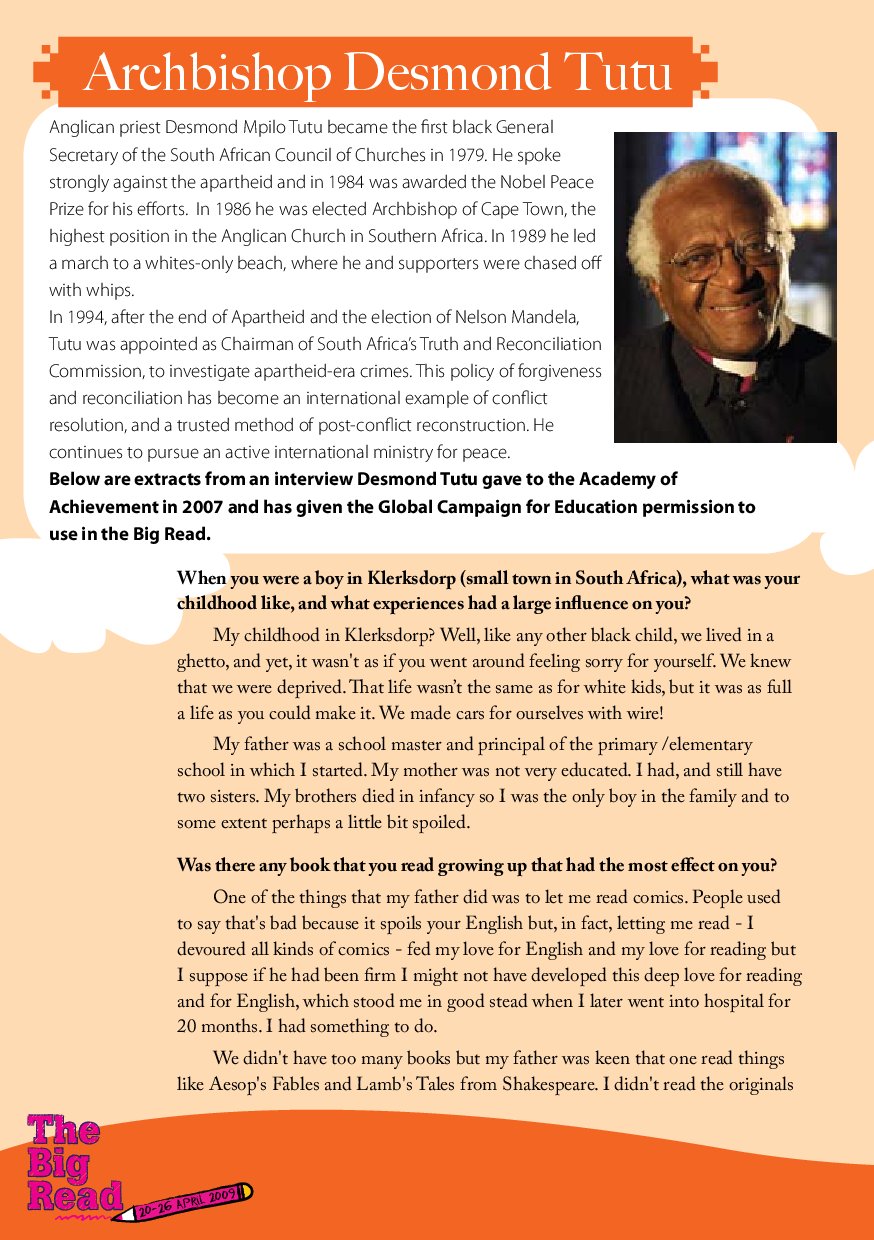 Archbishop Desmond Tutu
Anglican priest Desmond Mpilo Tutu became the first black General
Secretary of the South African Council of Churches in 1979. He spoke
strongly against the apartheid and in 1984 was awarded the Nobel Peace
Prize for his efforts.  In 1986 he was elected Archbishop of Cape Town, the
highest position in the Anglican Church in Southern Africa. In 1989 he led
a march to a whites-only beach, where he and supporters were chased off
with whips.
In 1994, after the end of Apartheid and the election of Nelson Mandela,
Tutu was appointed as Chairman of South Africa’s Truth and Reconciliation
Commission, to investigate apartheid-era crimes. This policy of forgiveness
and reconciliation has become an international example of conflict
resolution, and a trusted method of post-conflict reconstruction. He
continues to pursue an active international ministry for peace.
Below are extracts from an interview Desmond Tutu gave to the Academy of
Achievement in 2007 and has given the Global Campaign for Education permission to
use in the Big Read.
When you were a boy in Klerksdorp (small town in South Africa), what was your
childhood like, and what experiences had a large influence on you?
My childhood in Klerksdorp? Well, like any other black child, we lived in a
ghetto, and yet, it wasn't as if you went around feeling sorry for yourself. We knew
that we were deprived. That life wasn’t the same as for white kids, but it was as full
a life as you could make it. We made cars for ourselves with wire!
My father was a school master and principal of the primary /elementary
school in which I started. My mother was not very educated. I had, and still have
two sisters. My brothers died in infancy so I was the only boy in the family and to
some extent perhaps a little bit spoiled.
Was there any book that you read growing up that had the most effect on you?
One of the things that my father did was to let me read comics. People used
to say that's bad because it spoils your English but, in fact, letting me read - I
devoured all kinds of comics - fed my love for English and my love for reading but
I suppose if he had been firm I might not have developed this deep love for reading
and for English, which stood me in good stead when I later went into hospital for
20 months. I had something to do.
We didn't have too many books but my father was keen that one read things
like Aesop's Fables and Lamb's Tales from Shakespeare. I didn't read the originals
The
Big
Read
20-26 APRIL 2009